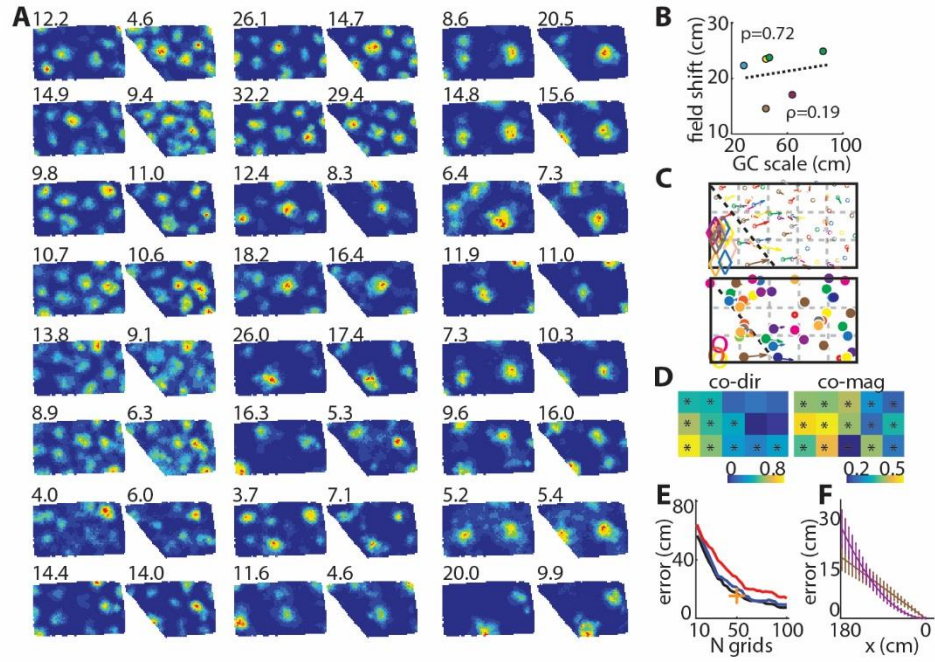 A
12.2 4.6 26.1 14.7 8.6 20.5
14.9 9.4 32.2 29.4 14.8 15.6
9.8 11.0 12.4 8.3 6.4 7.3
10.7 10.6 18.2 16.4 11.9 11.0
13.8 9.1 26.0 17.4 7.3 10.3
8.9 6.3 16.3 5.3 9.6 16.0
4.0 6.0 3.7 7.1 5.2 5.4
14.4 14.0 11.6 4.6 20.0 9.9
B
field shift (cm)
30
20
10
p=0.72
ρ=0.19
20 60 100
GC scale (cm)
C
D
co-dir co-mag
* * * * * * *
* * * * * * * *
* * * * * * * * * *
0 0.8 0.2 0.5
E
error (cm)
80
40
0
10 50 100
N grids
F
error (cm)
30
15
0
180 0
x (cm)